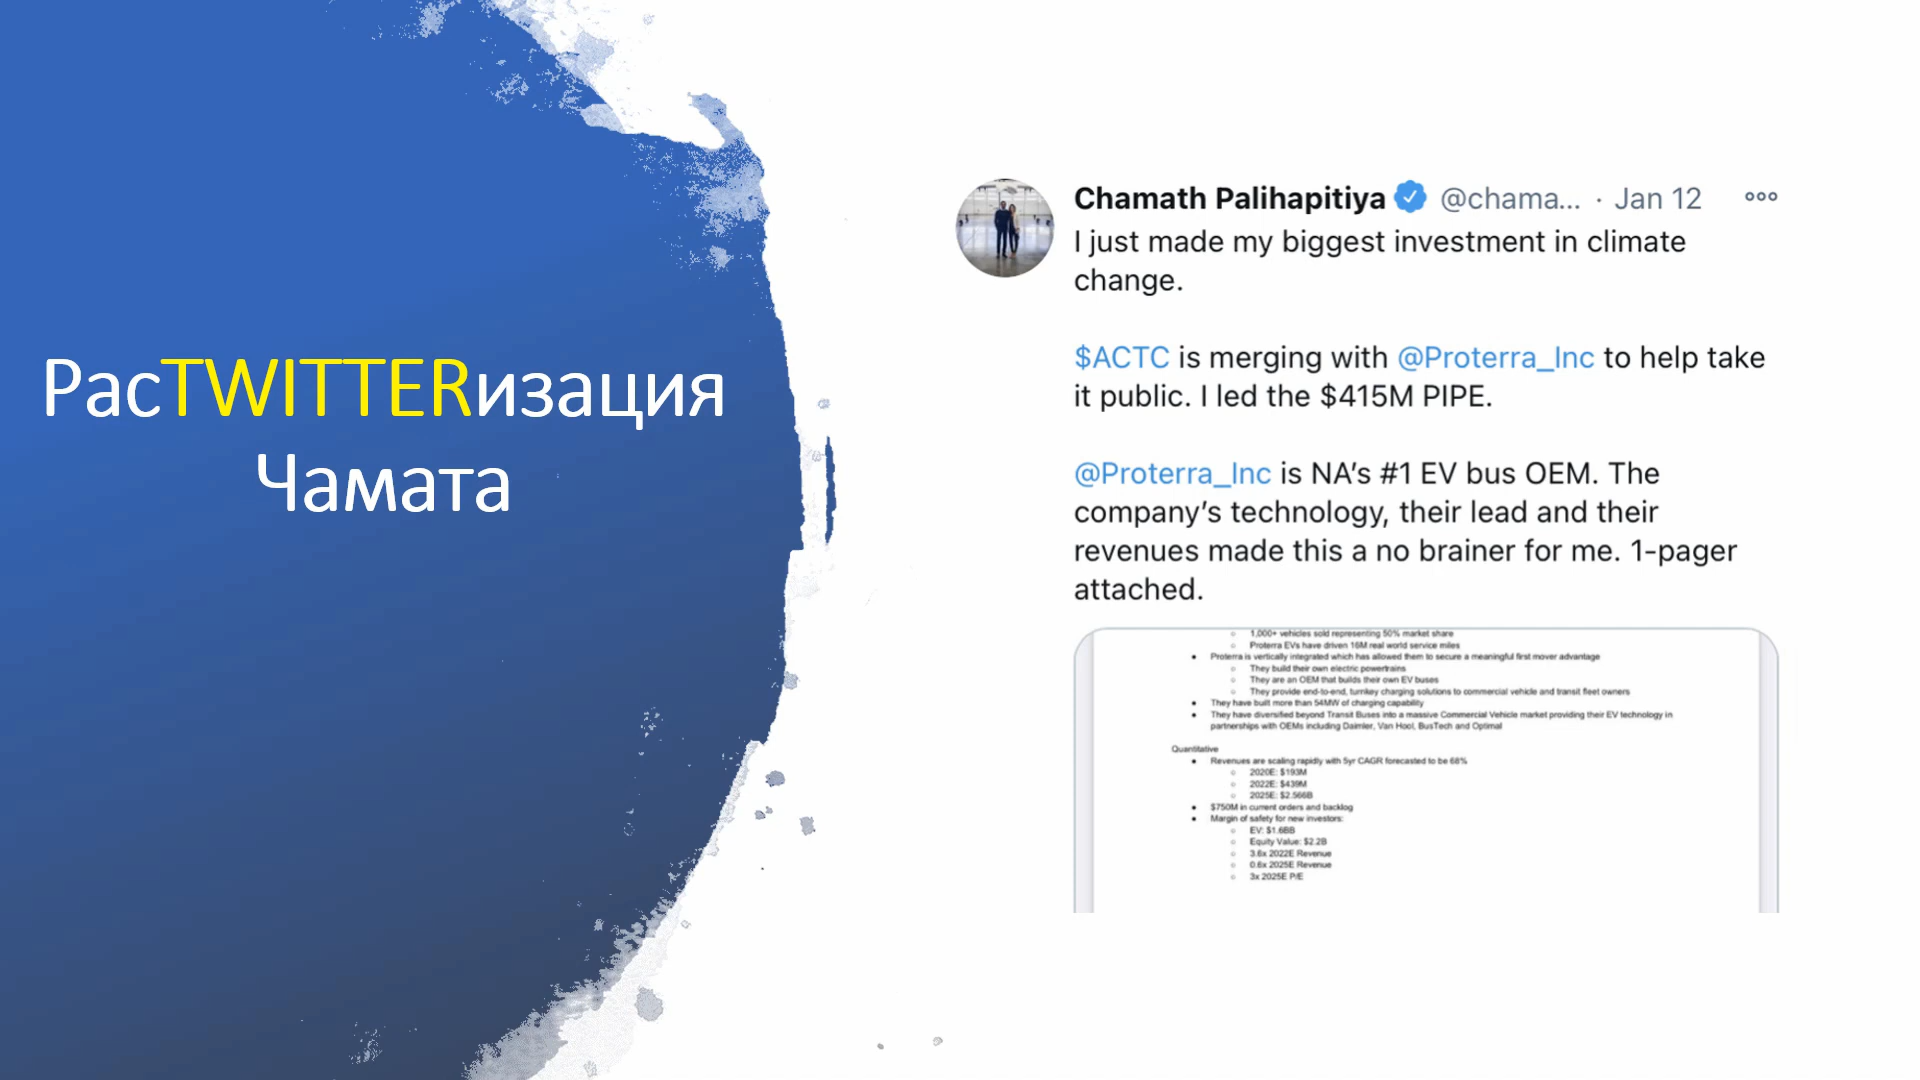 РасTWITTERизация
Чамата
Chamath Palihapitiya @chama... · Jan 12
I just made my biggest investment in climate
change.
$ACTC is merging with @Proterra_Inc to help take
it public. I led the $415M PIPE.
@Proterra_Inc is NA's #1 EV bus OEM. The
company's technology, their lead and their
revenues made this a no brainer for me. 1-pager
attached.
1,000+ vehicles sold representing 50% market share
Proterra EVs have driven 16M real world service miles
Proterra is vertically integrated which has allowed them to secure a meaningful first mover advantage
They build their own electric powertrains
They are an OEM that builds their own EV buses
They provide end-to-end, turnkey charging solutions to commercial vehicle and transit fleet owners
They have built more than 54MW of charging capability
They have diversified beyond Transit Buses into a massive Commercial Vehicle market providing their EV technology in
partnerships with OEMs including Daimler, Van Hool, BusTech and Optimal
Quantitative
Revenues are scaling rapidly with 5yr CAGR forecasted to be 68%
2020E: $193M
2022E: $439M
2025E: $2.566B
$750M in current orders and backlog
Margin of safety for new investors:
EV: $1.6BB
Equity Value: $2.2B
3.6x 2022E Revenue
0.6x 2025E Revenue
3x 2025E P/E